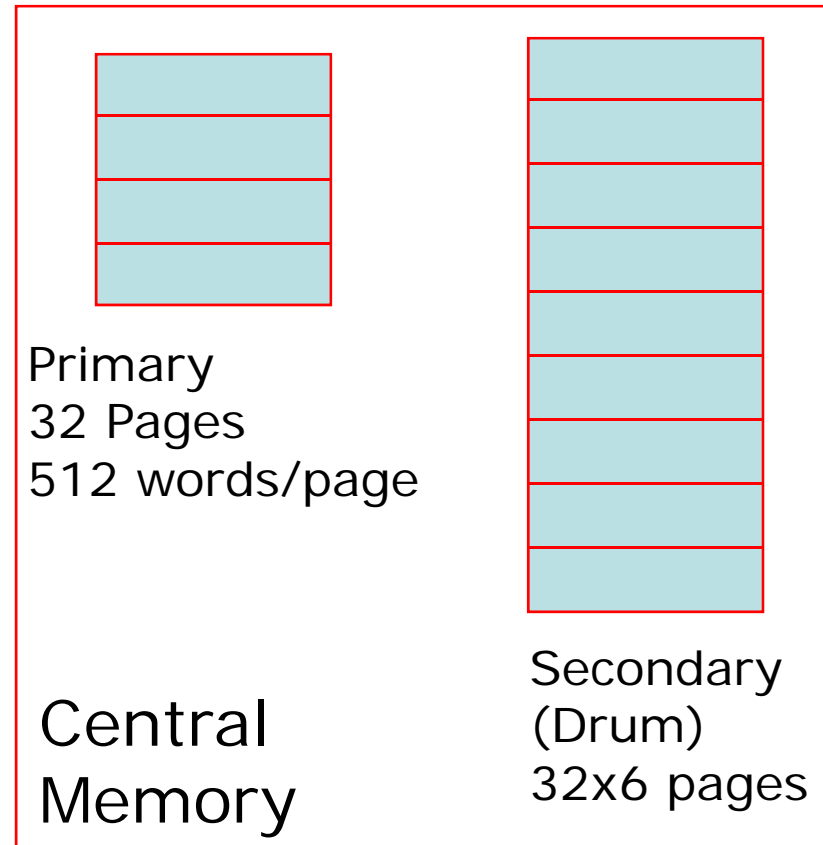 Primary
32 Pages
512 words/page
Secondary
(Drum)
32x6 pages
Central
Memory